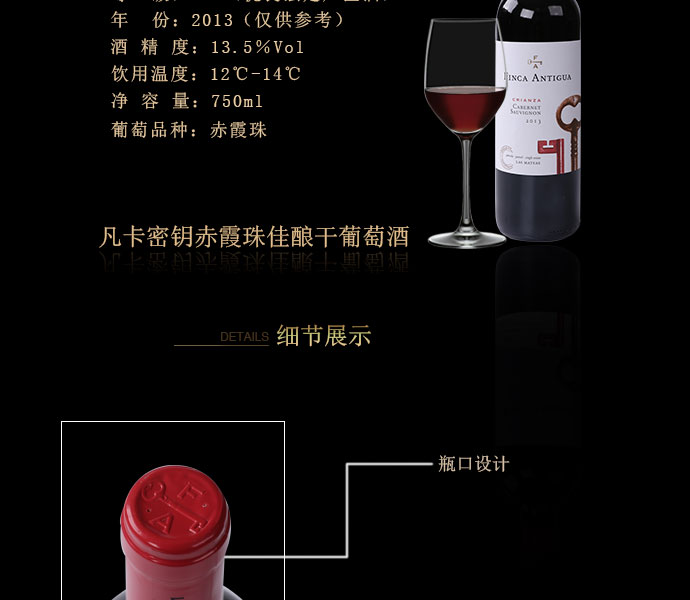 年 份：2013（仅供参考）
酒 精 度：13.5%Vol
饮用温度：12℃-14℃
净 容 量：750ml
葡萄品种：赤霞珠
F
A
FINCA ANTIGUA
CRIANZA
CABERNET
SAUVIGNON
2013
LAS MATEAS
凡卡密钥赤霞珠佳酿干葡萄酒
DETAILS 细节展示
瓶口设计
F
A
F